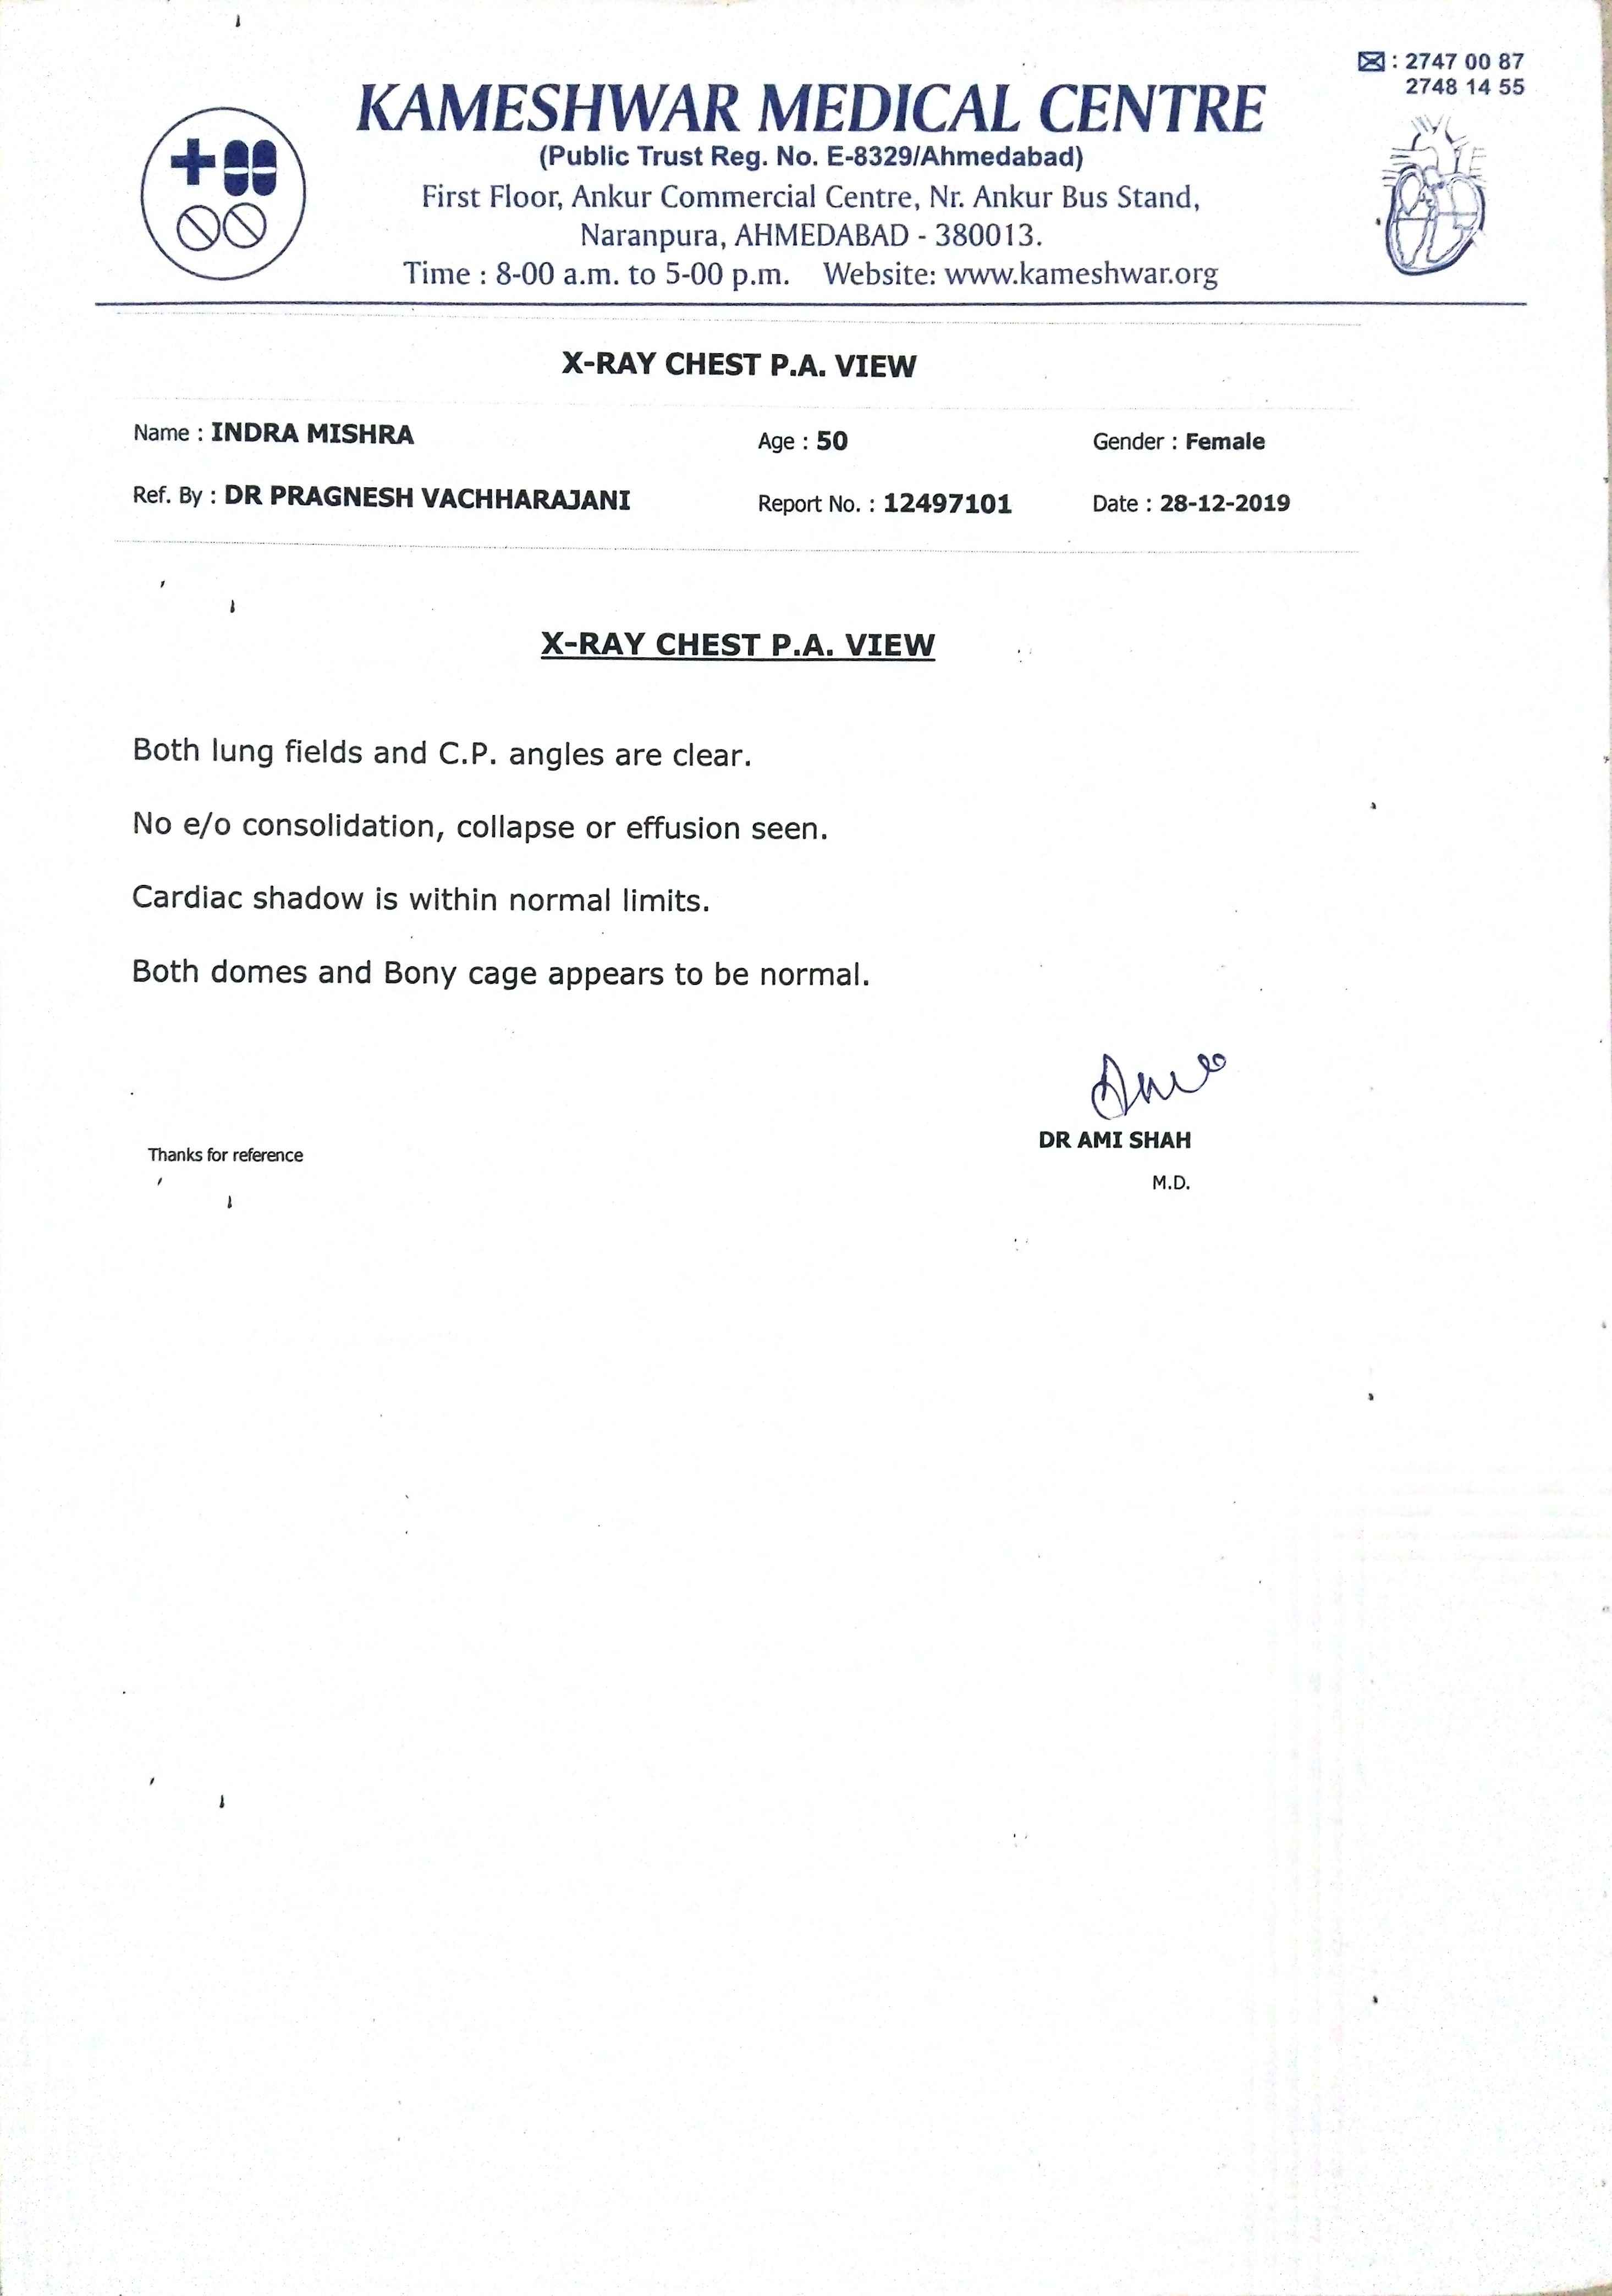 ✉ : 2747 00 87
2748 14 55
KAMESHWAR MEDICAL CENTRE
(Public Trust Reg. No. E-8329/Ahmedabad)
First Floor, Ankur Commercial Centre, Nr. Ankur Bus Stand,
Naranpura, AHMEDABAD - 380013.
Time : 8-00 a.m. to 5-00 p.m. Website: www.kameshwar.org
X-RAY CHEST P.A. VIEW
Name : INDRA MISHRA Age : 50 Gender : Female
Ref. By : DR PRAGNESH VACHHARAJANI Report No. : 12497101 Date : 28-12-2019
X-RAY CHEST P.A. VIEW
Both lung fields and C.P. angles are clear.
No e/o consolidation, collapse or effusion seen.
Cardiac shadow is within normal limits.
Both domes and Bony cage appears to be normal.
DR AMI SHAH
Thanks for reference
M.D.